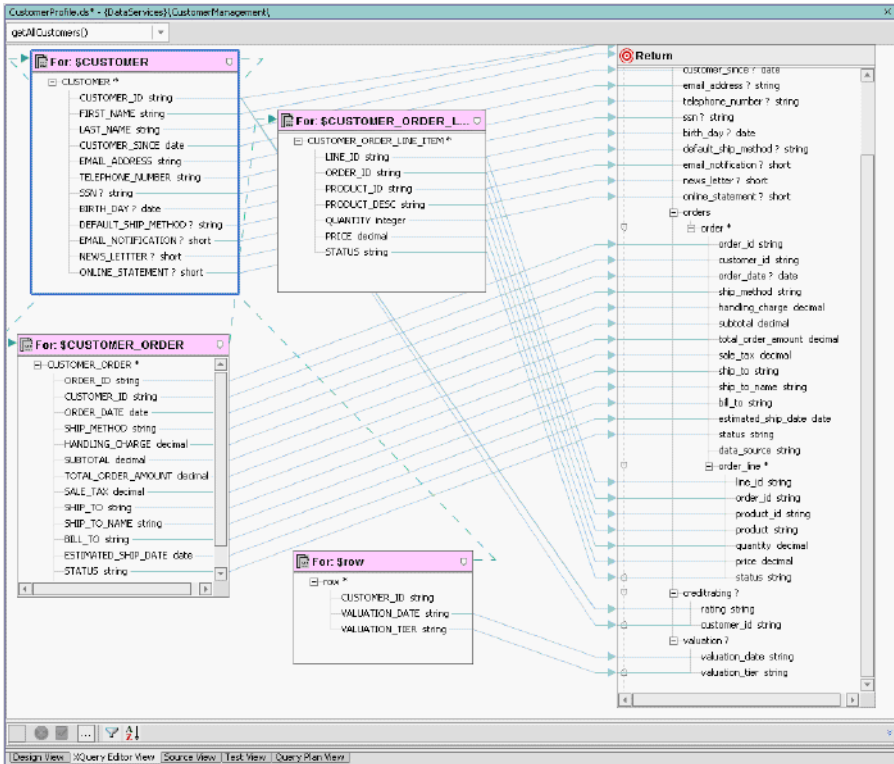 CustomerProfile.ds* - {DataServices}\CustomerManagement\
getAllCustomers()
For: $CUSTOMER
CUSTOMER *
CUSTOMER_ID string
FIRST_NAME string
LAST_NAME string
CUSTOMER_SINCE date
EMAIL_ADDRESS string
TELEPHONE_NUMBER string
SSN ? string
BIRTH_DAY ? date
DEFAULT_SHIP_METHOD ? string
EMAIL_NOTIFICATION ? short
NEWS_LETTTER ? short
ONLINE_STATEMENT ? short
For: $CUSTOMER_ORDER_L...
CUSTOMER_ORDER_LINE_ITEM *
LINE_ID string
ORDER_ID string
PRODUCT_ID string
PRODUCT_DESC string
QUANTITY integer
PRICE decimal
STATUS string
For: $CUSTOMER_ORDER
CUSTOMER_ORDER *
ORDER_ID string
CUSTOMER_ID string
ORDER_DATE date
SHIP_METHOD string
HANDLING_CHARGE decimal
SUBTOTAL decimal
TOTAL_ORDER_AMOUNT decimal
SALE_TAX decimal
SHIP_TO string
SHIP_TO_NAME string
BILL_TO string
ESTIMATED_SHIP_DATE date
STATUS string
For: $row
row *
CUSTOMER_ID string
VALUATION_DATE string
VALUATION_TIER string
Return
customer_since ? date
email_address ? string
telephone_number ? string
ssn ? string
birth_day ? date
default_ship_method ? string
email_notification ? short
news_letter ? short
online_statement ? short
orders
order *
order_id string
customer_id string
order_date ? date
ship_method string
handling_charge decimal
subtotal decimal
total_order_amount decimal
sale_tax decimal
ship_to string
ship_to_name string
bill_to string
estimated_ship_date date
status string
data_source string
order_line *
line_id string
order_id string
product_id string
product string
quantity decimal
price decimal
status string
creditrating ?
rating string
customer_id string
valuation ?
valuation_date string
valuation_tier string
Design View XQuery Editor View Source View Test View Query Plan View